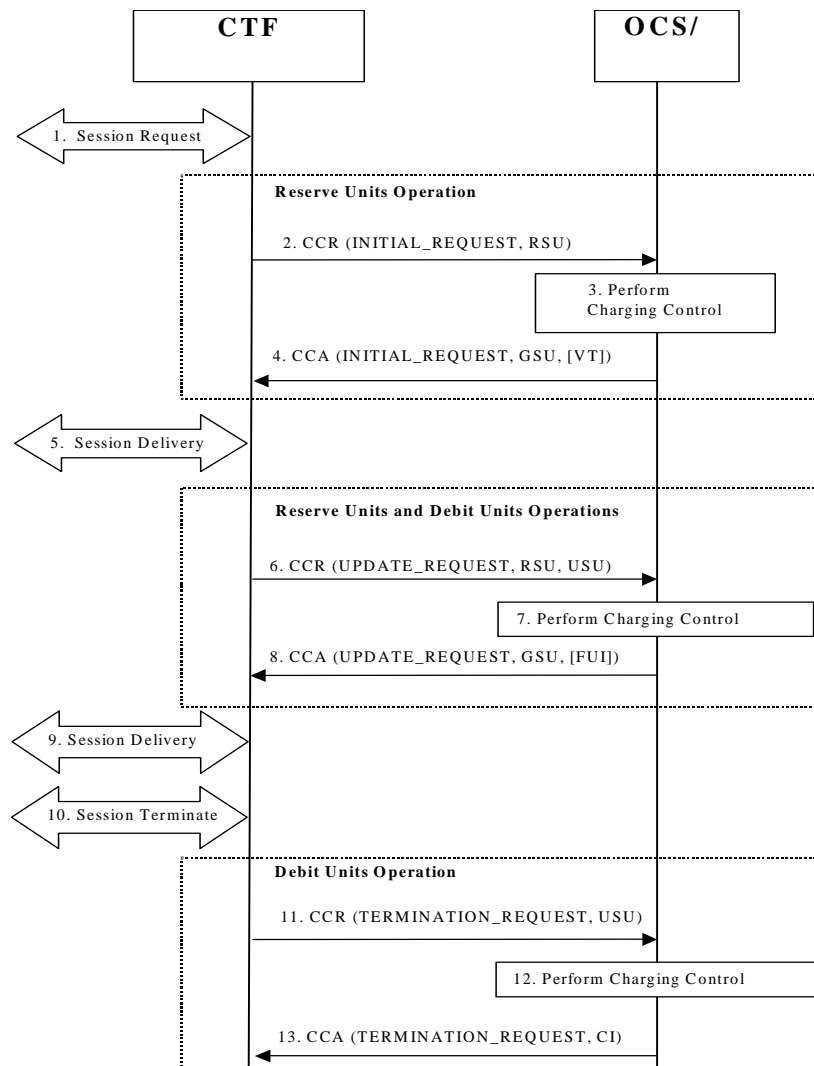 CTF
OCS/
1. Session Request
Reserve Units Operation
2. CCR (INITIAL_REQUEST, RSU)
3. Perform
Charging Control
4. CCA (INITIAL_REQUEST, GSU, [VT])
5. Session Delivery
Reserve Units and Debit Units Operations
6. CCR (UPDATE_REQUEST, RSU, USU)
7. Perform Charging Control
8. CCA (UPDATE_REQUEST, GSU, [FUI])
9. Session Delivery
10. Session Terminate
Debit Units Operation
11. CCR (TERMINATION_REQUEST, USU)
12. Perform Charging Control
13. CCA (TERMINATION_REQUEST, CI)